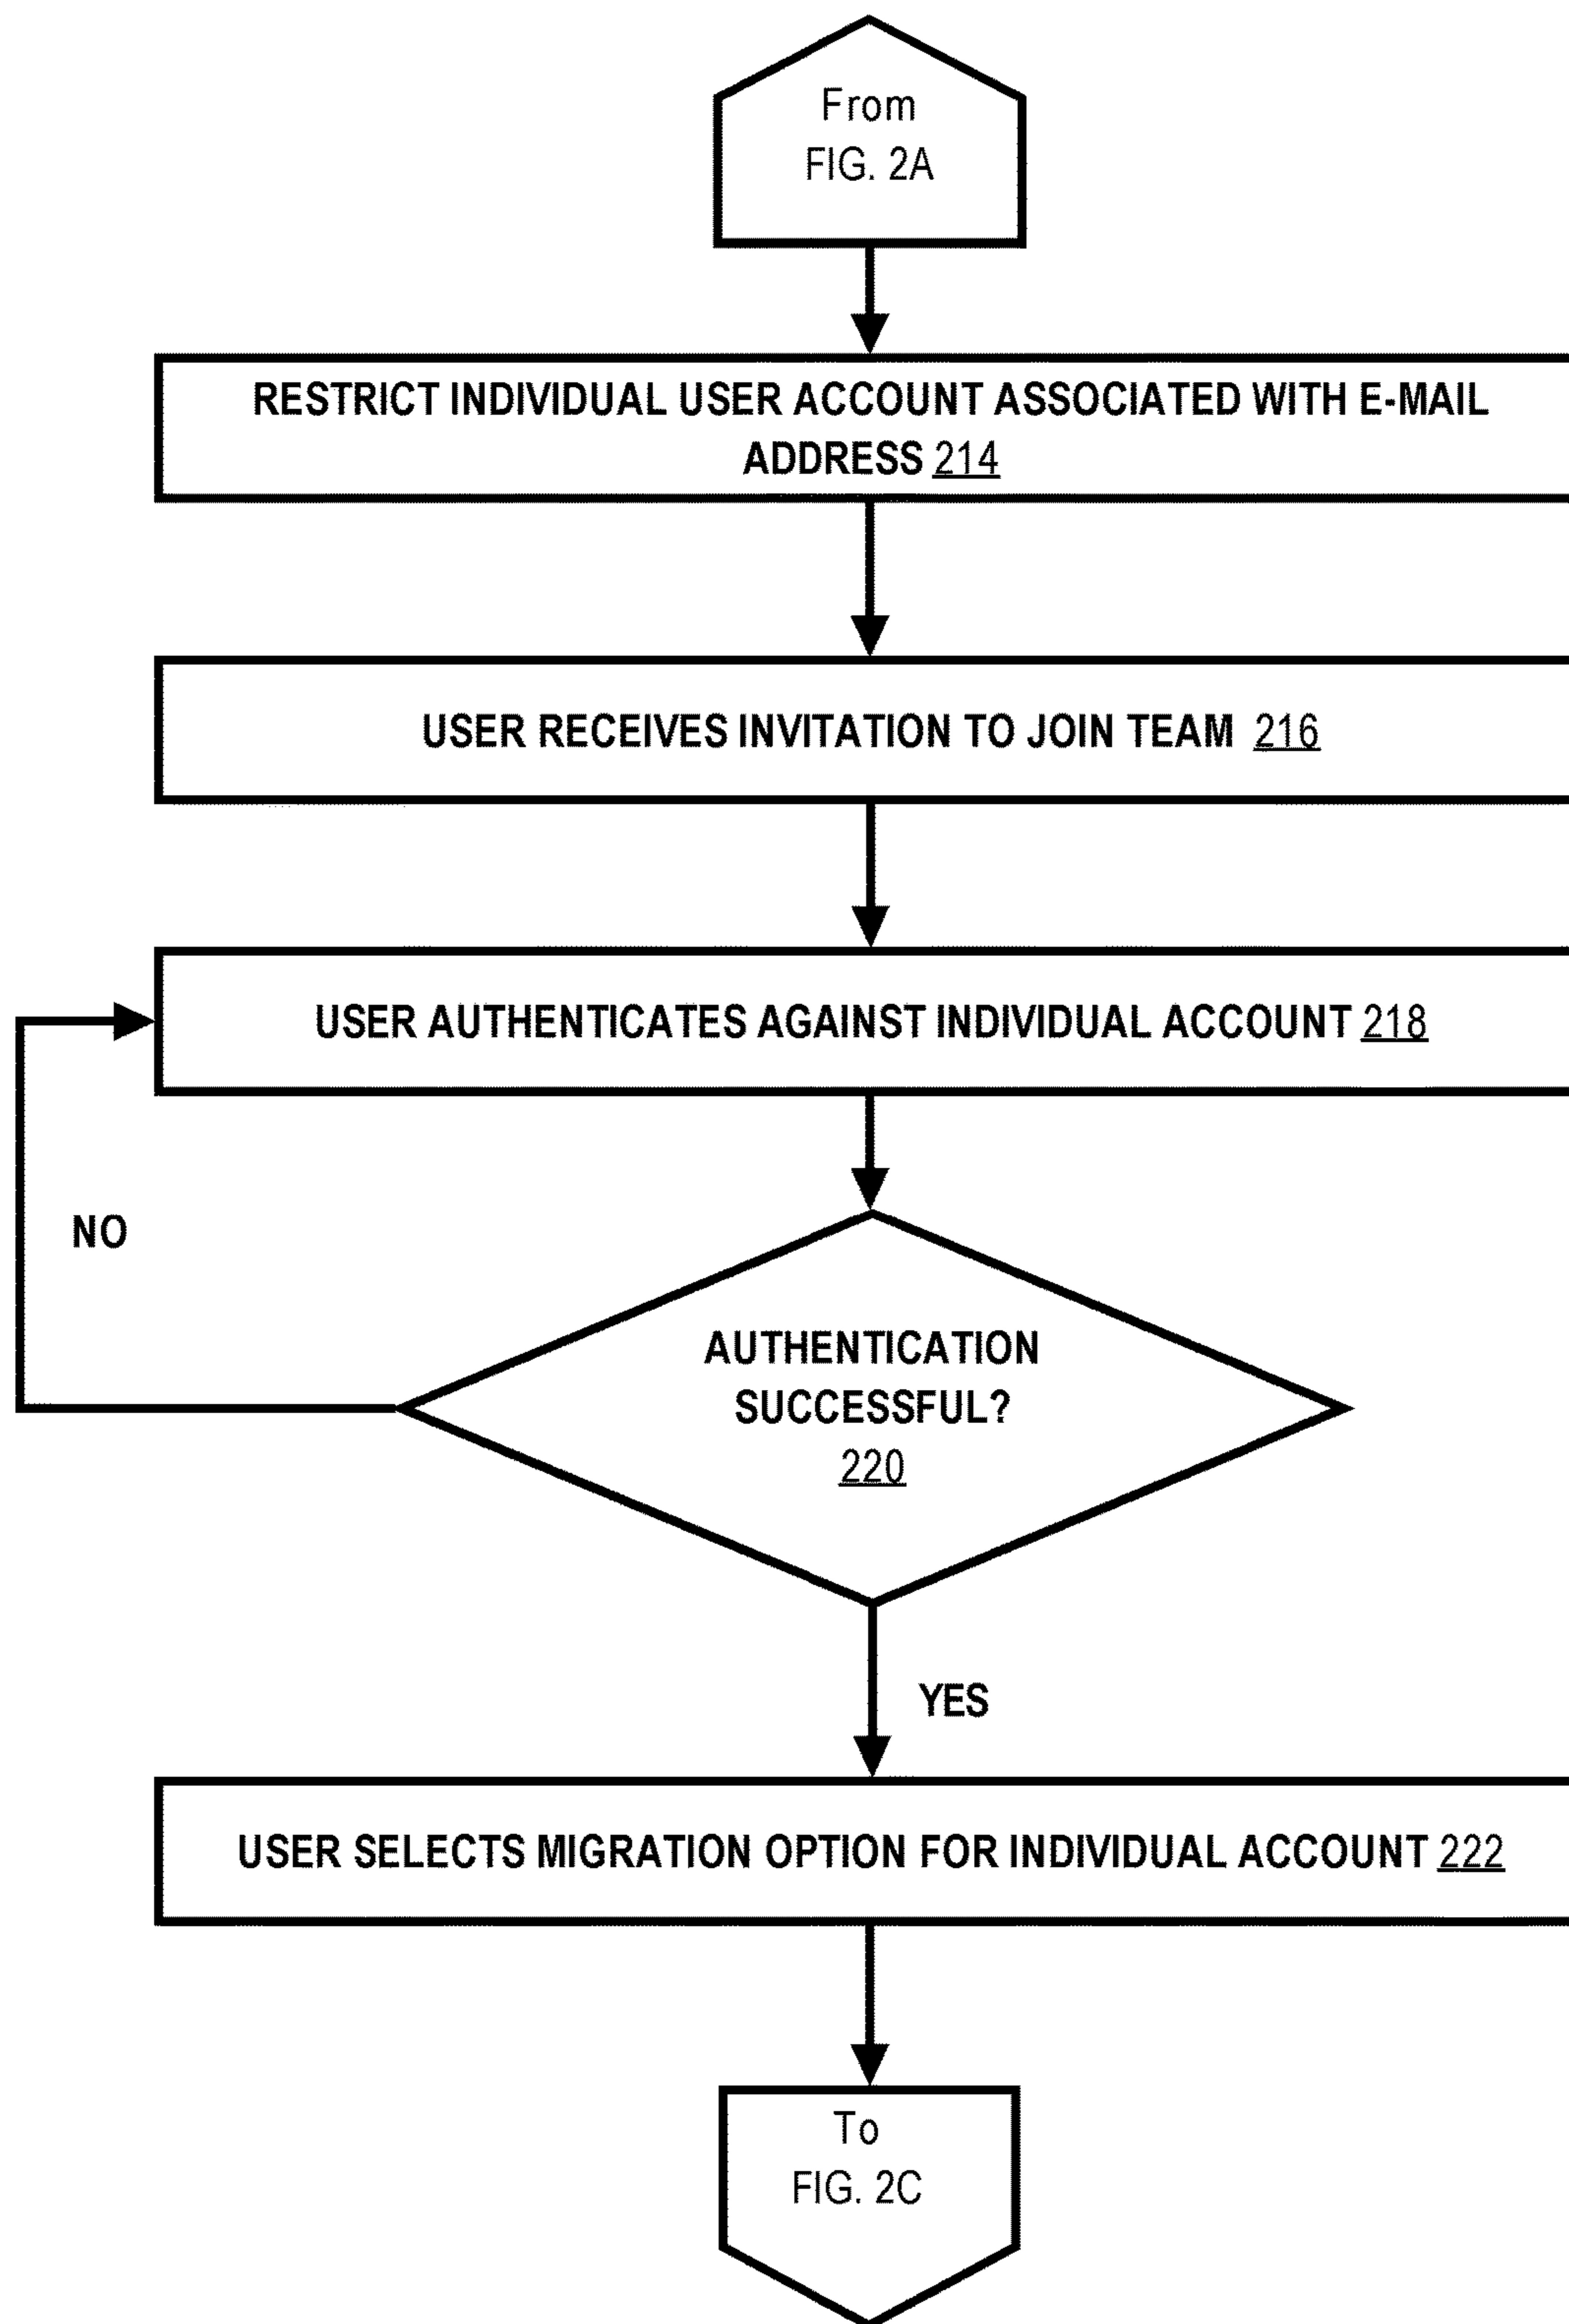 From
FIG. 2A
RESTRICT INDIVIDUAL USER ACCOUNT ASSOCIATED WITH E-MAIL
ADDRESS 214
USER RECEIVES INVITATION TO JOIN TEAM 216
USER AUTHENTICATES AGAINST INDIVIDUAL ACCOUNT 218
NO
AUTHENTICATION
SUCCESSFUL?
220
YES
USER SELECTS MIGRATION OPTION FOR INDIVIDUAL ACCOUNT 222
To
FIG. 2C